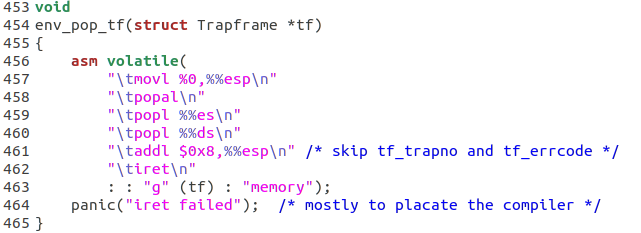 453 void
454 env_pop_tf(struct Trapframe *tf)
455 {
456     asm volatile(
457         "\tmovl %0,%%esp\n"
458         "\tpopal\n"
459         "\tpopl %%es\n"
460         "\tpopl %%ds\n"
461         "\taddl $0x8,%%esp\n" /* skip tf_trapno and tf_errcode */
462         "\tiret\n"
463         : : "g" (tf) : "memory");
464     panic("iret failed");  /* mostly to placate the compiler */
465 }